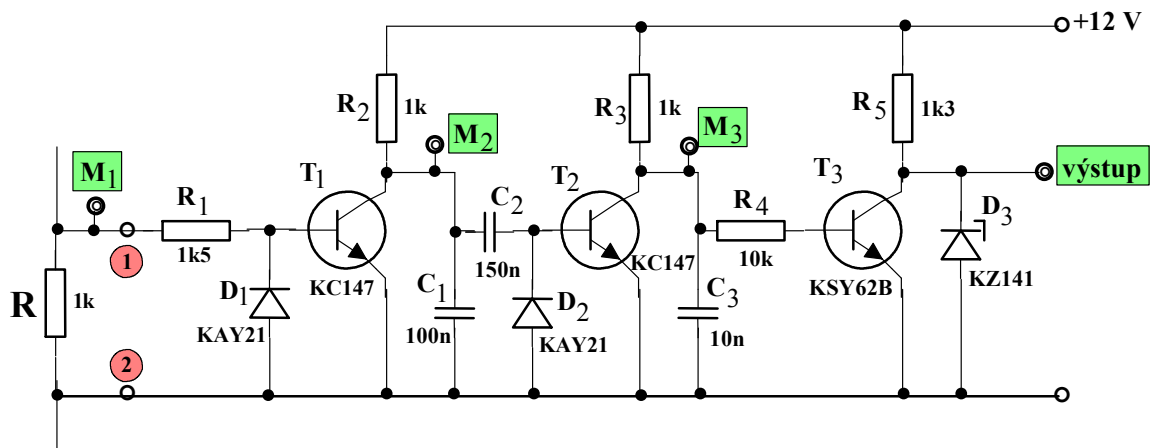 +12 V
R2
1k
R3
1k
R5
1k3
M1
M2
M3
výstup
R1
1k5
T1
KC147
C2
150n
T2
KC147
R4
10k
T3
KSY62B
D3
KZ141
1
R
1k
D1
KAY21
C1
100n
D2
KAY21
C3
10n
2